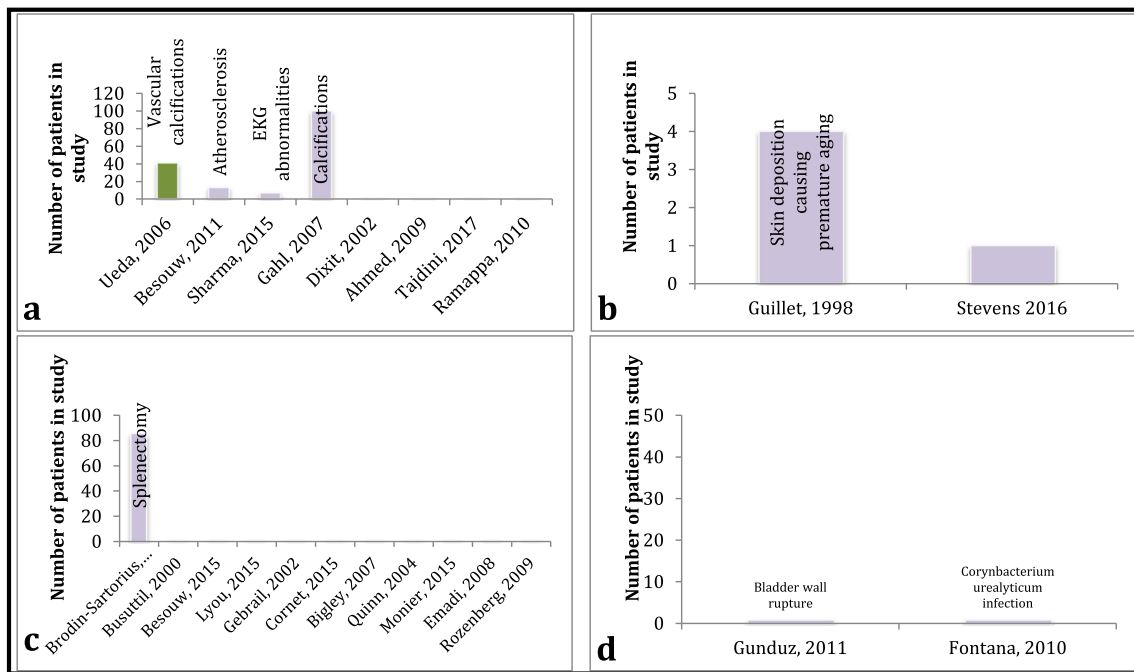 Number of patients in
study
120
100
80
60
40
20
0
Vascular
calcifications
Atherosclerosis
EKG
abnormalities
Calcifications
Ueda, 2006
Besouw, 2011
Sharma, 2015
Gahl, 2007
Dixit, 2002
Ahmed, 2009
Tajdini, 2017
Ramappa, 2010
a
Number of patients in
study
5
4
3
2
1
0
Skin deposition
causing
premature aging
Guillet, 1998
Stevens 2016
b
Number of patients in study
100
80
60
40
20
0
Splenectomy
Brodin-Sartorius,...
Busuttil, 2000
Besouw, 2015
Lyou, 2015
Gebrail, 2002
Cornet, 2015
Bigley, 2007
Quinn, 2004
Monier, 2015
Emadi, 2008
Rozenberg, 2009
c
Number of patients in study
50
40
30
20
10
0
Bladder wall
rupture
Corynbacterium
urealyticum
infection
Gunduz, 2011
Fontana, 2010
d